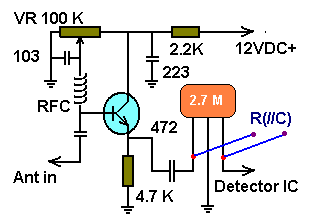 VR 100 K
103
2.2K
12VDC+
223
RFC
2.7 M
472
R(I/C)
Ant in
4.7 K
Detector IC